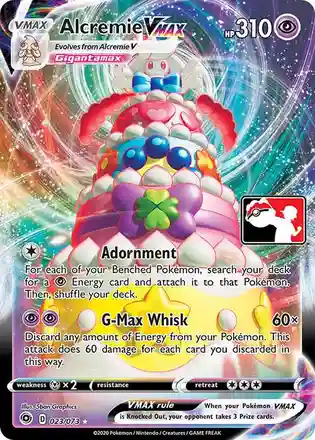 VMAX
Alcremie VMAX
HP 310
Evolves from Alcremie V
Gigantamax
Adornment
For each of your Benched Pokémon, search your deck
for a Energy card and attach it to that Pokémon.
Then, shuffle your deck.
G-Max Whisk 60×
Discard any amount of Energy from your Pokémon. This
attack does 60 damage for each card you discarded
in this way.
weakness ×2 resistance retreat
Illus. 5ban Graphics
D 023/073 ★
VMAX rule
When your Pokémon VMAX
is Knocked Out, your opponent takes 3 Prize cards.
©2020 Pokémon / Nintendo / Creatures / GAME FREAK